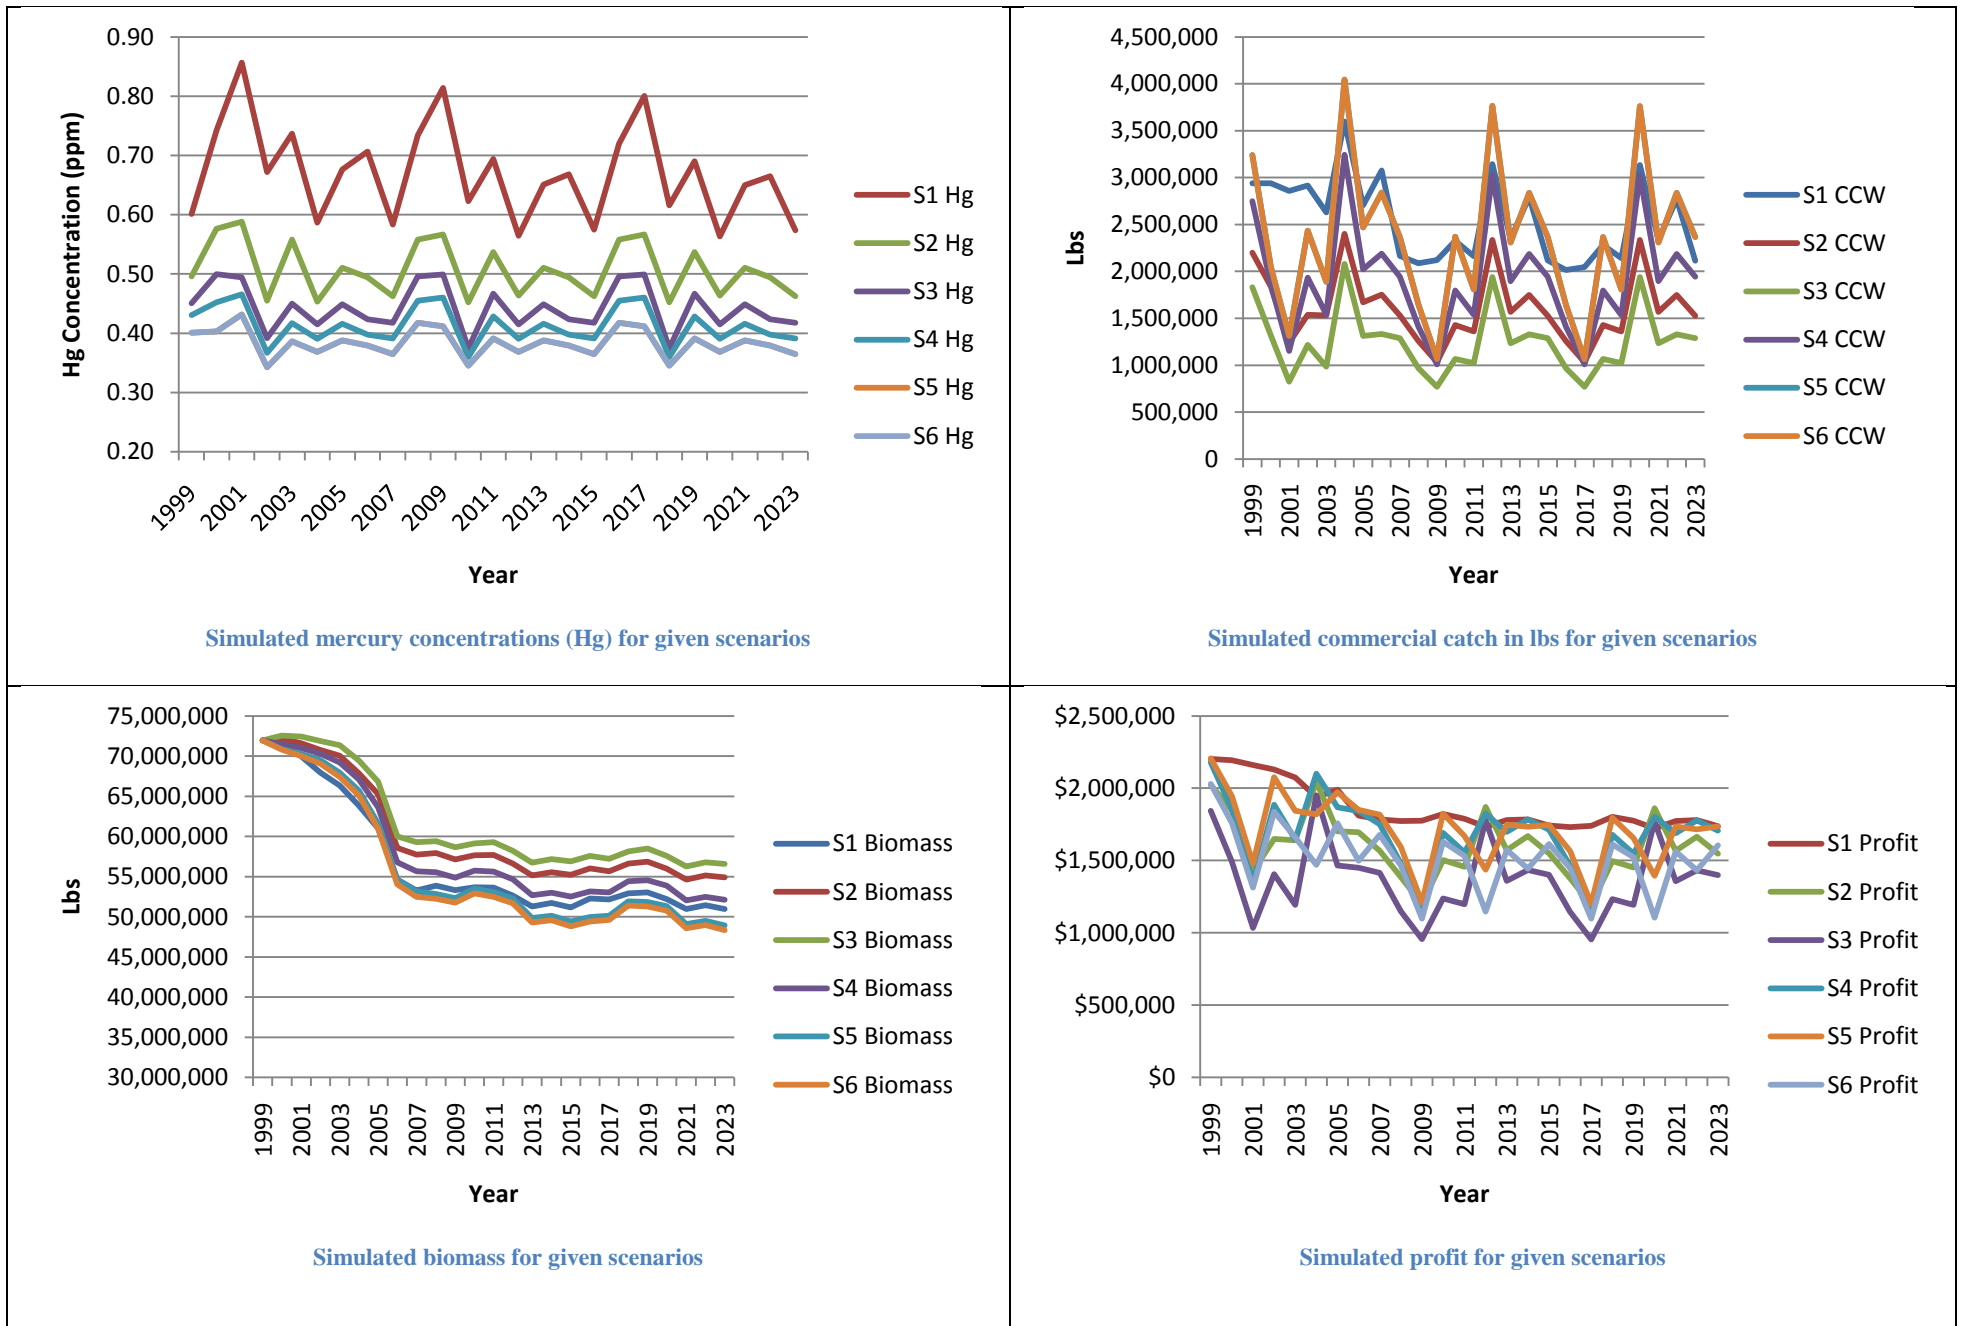 0.90
0.80
0.70
0.60
0.50
0.40
0.30
0.20
Hg Concentration (ppm)
1999
2001
2003
2005
2007
2009
2011
2013
2015
2017
2019
2021
2023
Year
S1 Hg
S2 Hg
S3 Hg
S4 Hg
S5 Hg
S6 Hg
Simulated mercury concentrations (Hg) for given scenarios
4,500,000
4,000,000
3,500,000
3,000,000
2,500,000
2,000,000
1,500,000
1,000,000
500,000
0
Lbs
1999
2001
2003
2005
2007
2009
2011
2013
2015
2017
2019
2021
2023
Year
S1 CCW
S2 CCW
S3 CCW
S4 CCW
S5 CCW
S6 CCW
Simulated commercial catch in lbs for given scenarios
75,000,000
70,000,000
65,000,000
60,000,000
55,000,000
50,000,000
45,000,000
40,000,000
35,000,000
30,000,000
Lbs
1999
2001
2003
2005
2007
2009
2011
2013
2015
2017
2019
2021
2023
Year
S1 Biomass
S2 Biomass
S3 Biomass
S4 Biomass
S5 Biomass
S6 Biomass
Simulated biomass for given scenarios
$2,500,000
$2,000,000
$1,500,000
$1,000,000
$500,000
$0
1999
2001
2003
2005
2007
2009
2011
2013
2015
2017
2019
2021
2023
Year
S1 Profit
S2 Profit
S3 Profit
S4 Profit
S5 Profit
S6 Profit
Simulated profit for given scenarios